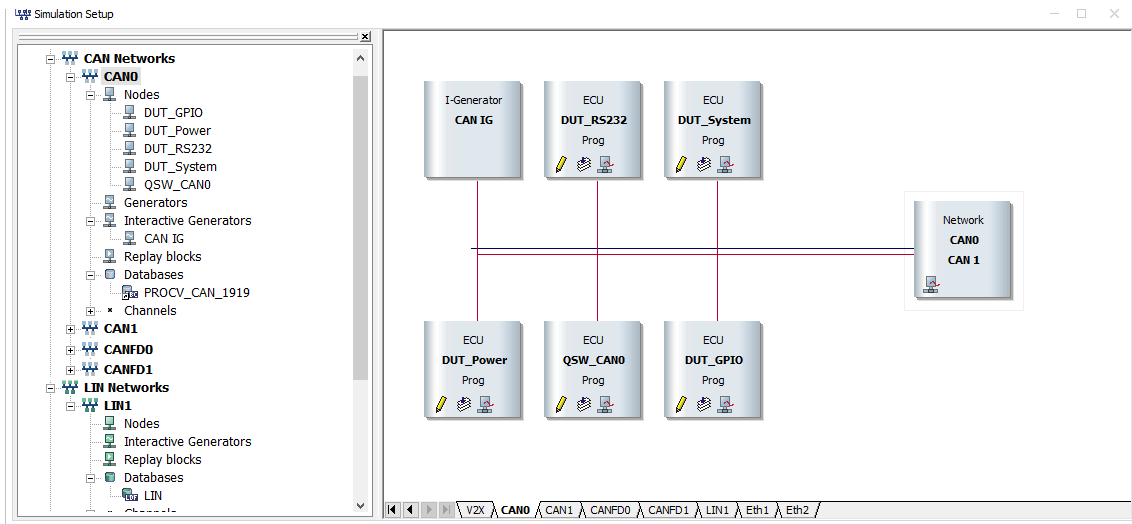 Simulation Setup
CAN Networks
CAN0
Nodes
DUT_GPIO
DUT_Power
DUT_RS232
DUT_System
QSW_CAN0
Generators
Interactive Generators
CAN IG
Replay blocks
Databases
PROCV_CAN_1919
Channels
CAN1
CANFD0
CANFD1
LIN Networks
LIN1
Nodes
Interactive Generators
Replay blocks
Databases
LIN
I-Generator
CAN IG
ECU
DUT_RS232
Prog
ECU
DUT_System
Prog
Network
CAN0
CAN 1
ECU
DUT_Power
Prog
ECU
QSW_CAN0
Prog
ECU
DUT_GPIO
Prog
V2X CAN0 CAN1 CANFD0 CANFD1 LIN1 Eth1 Eth2